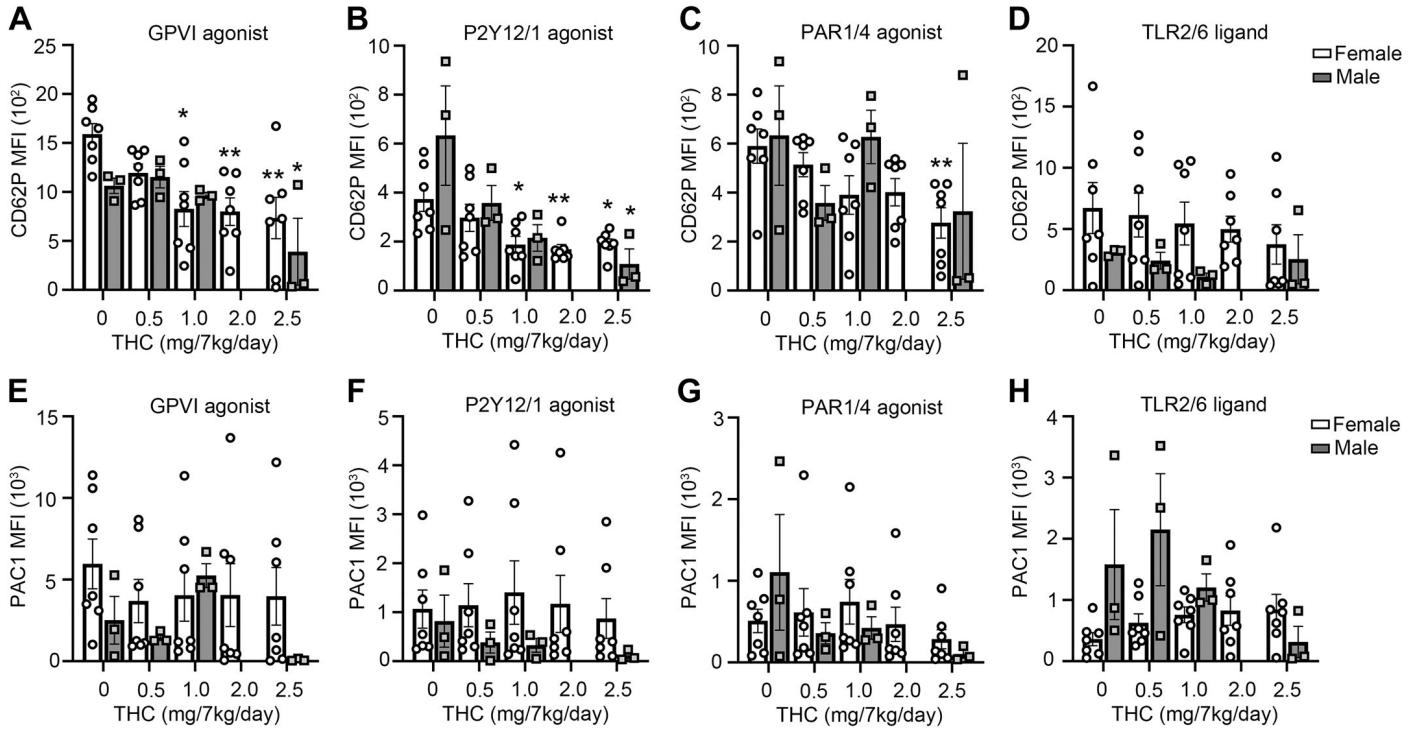 A
GPVI agonist
CD62P MFI (10²)
25
20
15
10
5
0
*
**
**
*
0 0.5 1.0 2.0 2.5
THC (mg/7kg/day)
B
P2Y12/1 agonist
CD62P MFI (10²)
10
8
6
4
2
0
*
**
*
*
0 0.5 1.0 2.0 2.5
THC (mg/7kg/day)
C
PAR1/4 agonist
CD62P MFI (10²)
10
8
6
4
2
0
**
0 0.5 1.0 2.0 2.5
THC (mg/7kg/day)
D
TLR2/6 ligand
CD62P MFI (10²)
20
15
10
5
0
0 0.5 1.0 2.0 2.5
THC (mg/7kg/day)
Female
Male
E
GPVI agonist
PAC1 MFI (10³)
15
10
5
0
0 0.5 1.0 2.0 2.5
THC (mg/7kg/day)
F
P2Y12/1 agonist
PAC1 MFI (10³)
5
4
3
2
1
0
0 0.5 1.0 2.0 2.5
THC (mg/7kg/day)
G
PAR1/4 agonist
PAC1 MFI (10³)
3
2
1
0
0 0.5 1.0 2.0 2.5
THC (mg/7kg/day)
H
TLR2/6 ligand
PAC1 MFI (10³)
4
3
2
1
0
0 0.5 1.0 2.0 2.5
THC (mg/7kg/day)
Female
Male